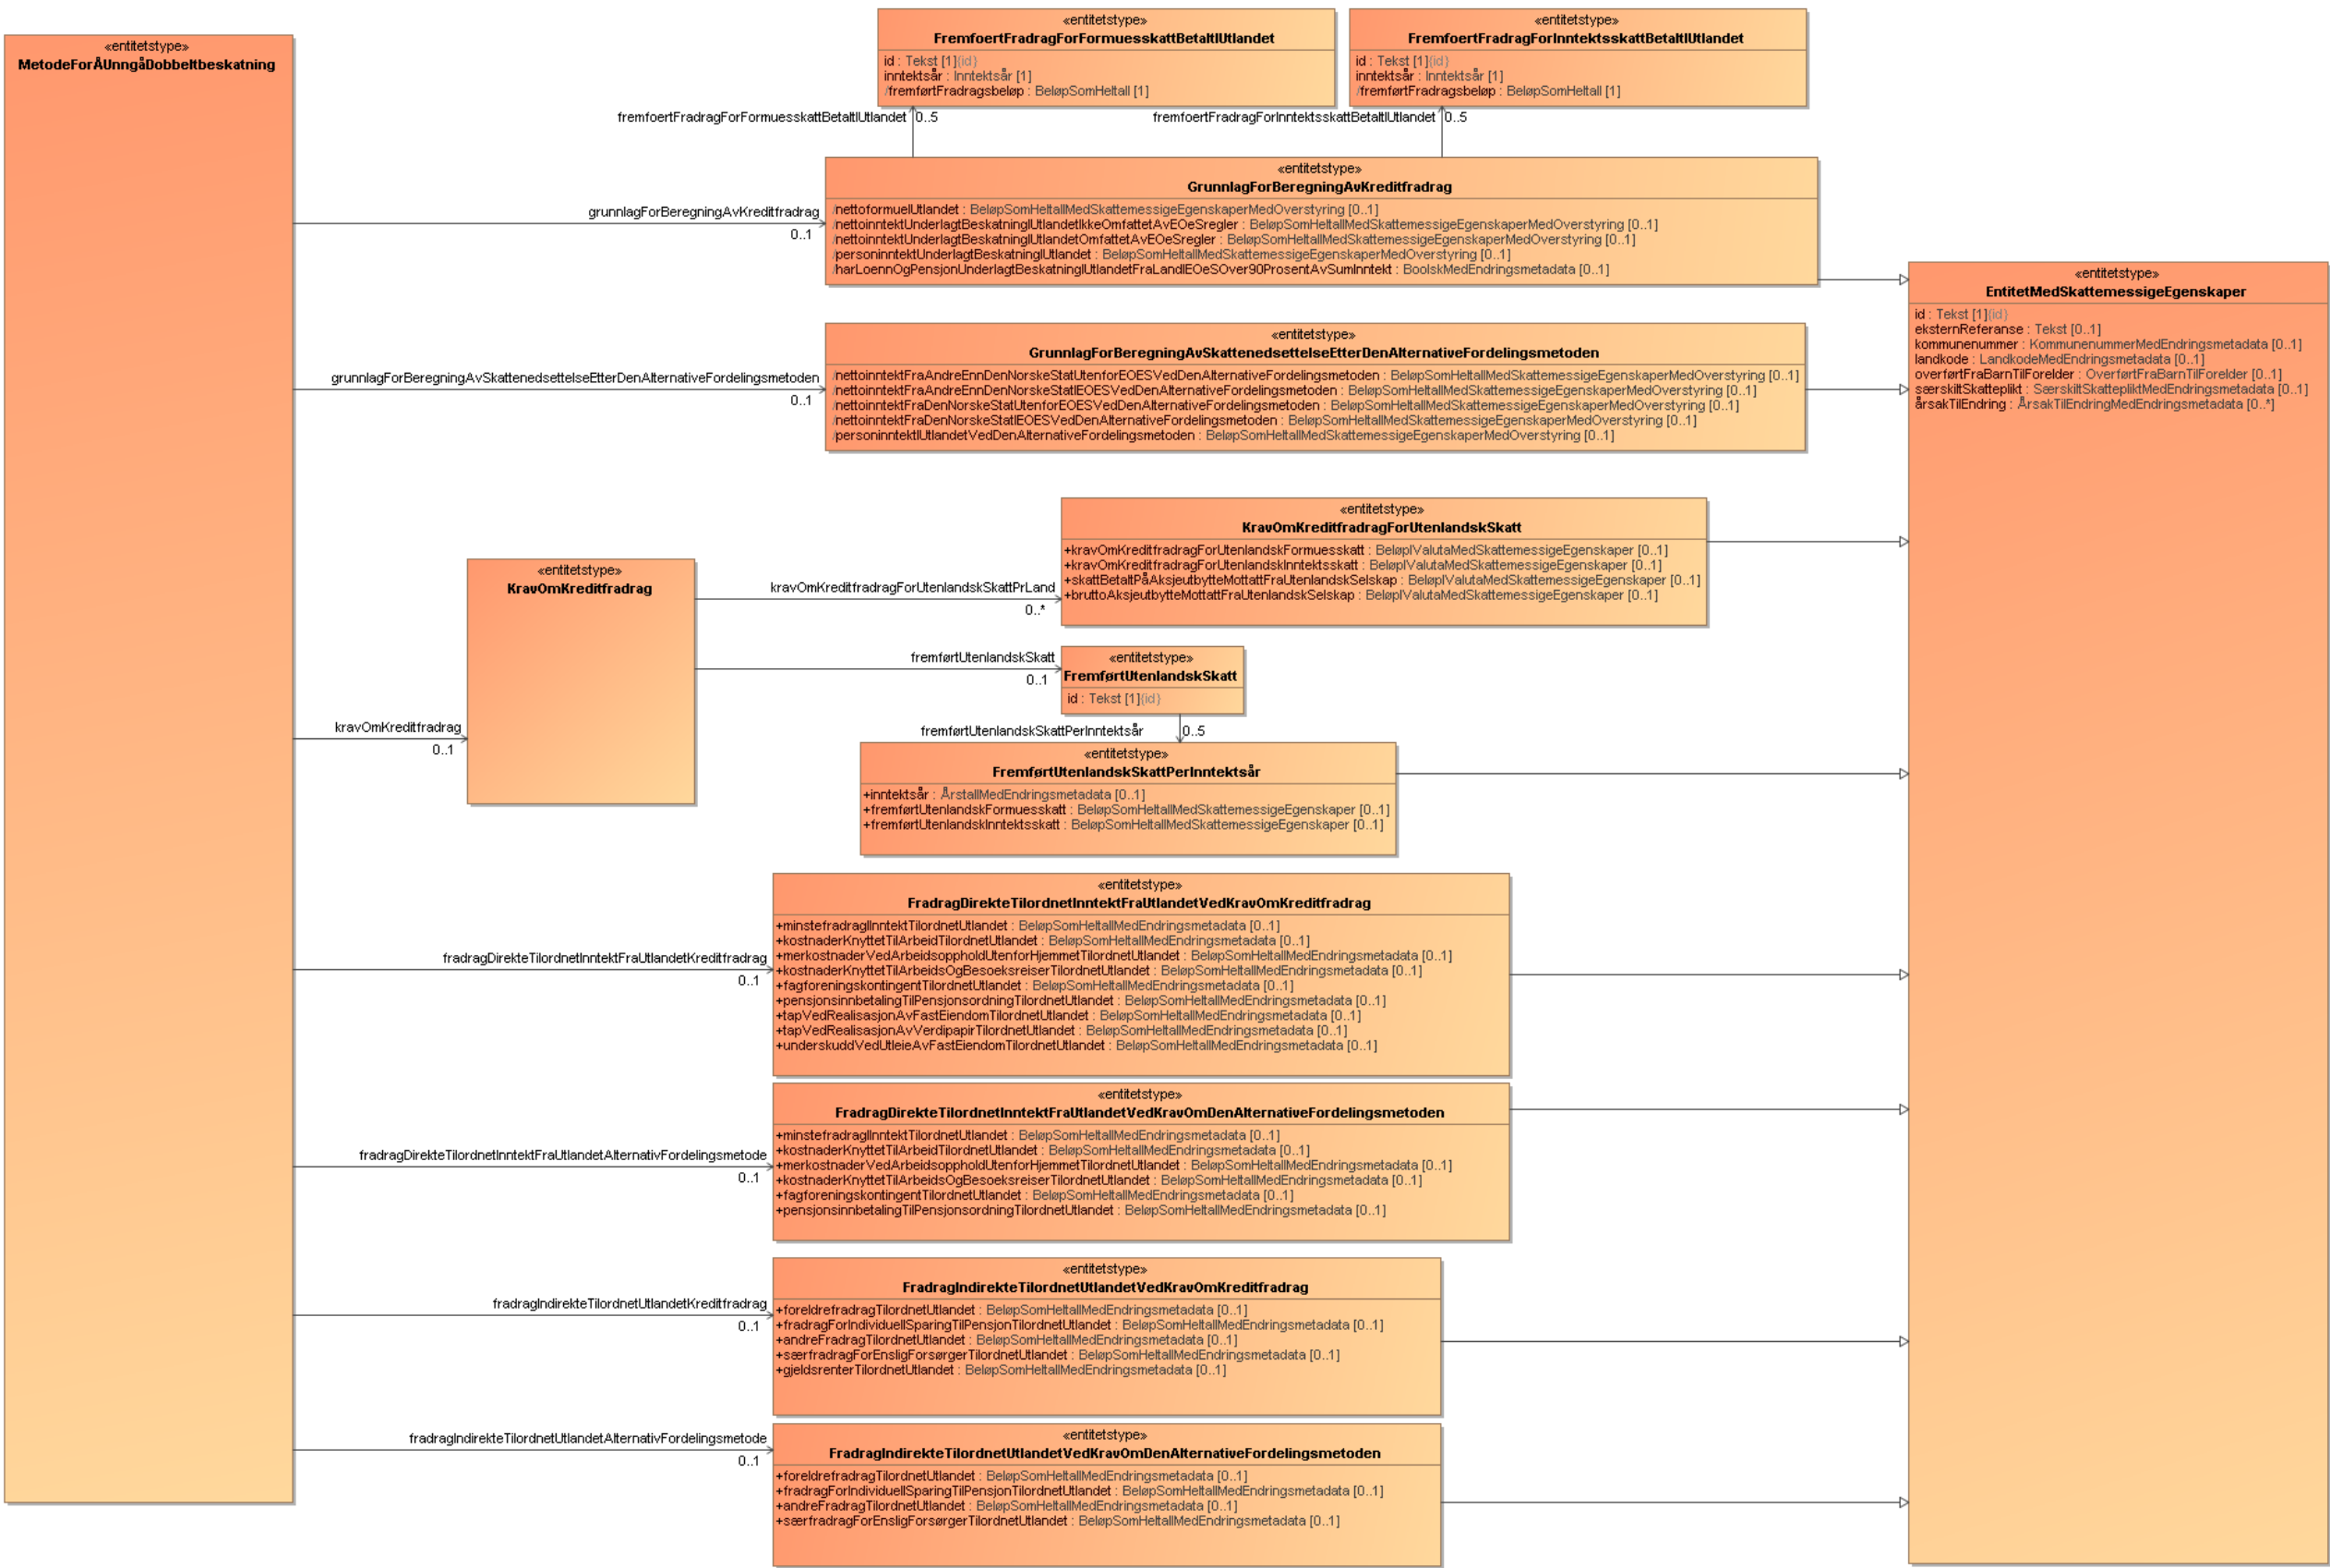 «entitetstype»
MetodeForÅUnngåDobbeltbeskatning
«entitetstype»
FremfoertFradragForFormuesskattBetaltIUtlandet
id : Tekst [1]{id}
inntektsår : Inntektsår [1]
/fremførtFradragsbeløp : BeløpSomHeltall [1]
«entitetstype»
FremfoertFradragForInntektsskattBetaltIUtlandet
id : Tekst [1]{id}
inntektsår : Inntektsår [1]
/fremførtFradragsbeløp : BeløpSomHeltall [1]
fremfoertFradragForFormuesskattBetaltIUtlandet 0..5
fremfoertFradragForInntektsskattBetaltIUtlandet 0..5
grunnlagForBeregningAvKreditfradrag
0..1
«entitetstype»
GrunnlagForBeregningAvKreditfradrag
/nettoformueIUtlandet : BeløpSomHeltallMedSkattemessigeEgenskaperMedOverstyring [0..1]
/nettoinntektUnderlagtBeskatningIUtlandetIkkeOmfattetAvEOeSregler : BeløpSomHeltallMedSkattemessigeEgenskaperMedOverstyring [0..1]
/nettoinntektUnderlagtBeskatningIUtlandetOmfattetAvEOeSregler : BeløpSomHeltallMedSkattemessigeEgenskaperMedOverstyring [0..1]
/personinntektUnderlagtBeskatningIUtlandet : BeløpSomHeltallMedSkattemessigeEgenskaperMedOverstyring [0..1]
/harLoennOgPensjonUnderlagtBeskatningIUtlandetFraLandIEOeSOver90ProsentAvSumInntekt : BoolskMedEndringsmetadata [0..1]
«entitetstype»
EntitetMedSkattemessigeEgenskaper
id : Tekst [1]{id}
eksternReferanse : Tekst [0..1]
kommunenummer : KommunenummerMedEndringsmetadata [0..1]
landkode : LandkodeMedEndringsmetadata [0..1]
overførtFraBarnTilForelder : OverførtFraBarnTilForelder [0..1]
særskiltSkatteplikt : SærskiltSkattepliktMedEndringsmetadata [0..1]
årsakTilEndring : ÅrsakTilEndringMedEndringsmetadata [0..*]
grunnlagForBeregningAvSkattenedsettelseEtterDenAlternativeFordelingsmetoden
0..1
«entitetstype»
GrunnlagForBeregningAvSkattenedsettelseEtterDenAlternativeFordelingsmetoden
/nettoinntektFraAndreEnnDenNorskeStatUtenforEOESVedDenAlternativeFordelingsmetoden : BeløpSomHeltallMedSkattemessigeEgenskaperMedOverstyring [0..1]
/nettoinntektFraAndreEnnDenNorskeStatIEOESVedDenAlternativeFordelingsmetoden : BeløpSomHeltallMedSkattemessigeEgenskaperMedOverstyring [0..1]
/nettoinntektFraDenNorskeStatUtenforEOESVedDenAlternativeFordelingsmetoden : BeløpSomHeltallMedSkattemessigeEgenskaperMedOverstyring [0..1]
/nettoinntektFraDenNorskeStatIEOESVedDenAlternativeFordelingsmetoden : BeløpSomHeltallMedSkattemessigeEgenskaperMedOverstyring [0..1]
/personinntektIUtlandetVedDenAlternativeFordelingsmetoden : BeløpSomHeltallMedSkattemessigeEgenskaperMedOverstyring [0..1]
«entitetstype»
KravOmKreditfradrag
kravOmKreditfradragForUtenlandskSkattPrLand
0..*
«entitetstype»
KravOmKreditfradragForUtenlandskSkatt
+kravOmKreditfradragForUtenlandskFormuesskatt : BeløpIValutaMedSkattemessigeEgenskaper [0..1]
+kravOmKreditfradragForUtenlandskInntektsskatt : BeløpIValutaMedSkattemessigeEgenskaper [0..1]
+skattBetaltPåAksjeutbytteMottattFraUtenlandskSelskap : BeløpIValutaMedSkattemessigeEgenskaper [0..1]
+bruttoAksjeutbytteMottattFraUtenlandskSelskap : BeløpIValutaMedSkattemessigeEgenskaper [0..1]
fremførtUtenlandskSkatt
0..1
«entitetstype»
FremførtUtenlandskSkatt
id : Tekst [1]{id}
kravOmKreditfradrag
0..1
fremførtUtenlandskSkattPerInntektsår 0..5
«entitetstype»
FremførtUtenlandskSkattPerInntektsår
+inntektsår : ÅrstallMedEndringsmetadata [0..1]
+fremførtUtenlandskFormuesskatt : BeløpSomHeltallMedSkattemessigeEgenskaper [0..1]
+fremførtUtenlandskInntektsskatt : BeløpSomHeltallMedSkattemessigeEgenskaper [0..1]
fradragDirekteTilordnetInntektFraUtlandetKreditfradrag
0..1
«entitetstype»
FradragDirekteTilordnetInntektFraUtlandetVedKravOmKreditfradrag
+minstefradragIInntektTilordnetUtlandet : BeløpSomHeltallMedEndringsmetadata [0..1]
+kostnaderKnyttetTilArbeidTilordnetUtlandet : BeløpSomHeltallMedEndringsmetadata [0..1]
+merkostnaderVedArbeidsoppholdUtenforHjemmetTilordnetUtlandet : BeløpSomHeltallMedEndringsmetadata [0..1]
+kostnaderKnyttetTilArbeidsOgBesoeksreiserTilordnetUtlandet : BeløpSomHeltallMedEndringsmetadata [0..1]
+fagforeningskontingentTilordnetUtlandet : BeløpSomHeltallMedEndringsmetadata [0..1]
+pensjonsinnbetalingTilPensjonsordningTilordnetUtlandet : BeløpSomHeltallMedEndringsmetadata [0..1]
+tapVedRealisasjonAvFastEiendomTilordnetUtlandet : BeløpSomHeltallMedEndringsmetadata [0..1]
+tapVedRealisasjonAvVerdipapirTilordnetUtlandet : BeløpSomHeltallMedEndringsmetadata [0..1]
+underskuddVedUtleieAvFastEiendomTilordnetUtlandet : BeløpSomHeltallMedEndringsmetadata [0..1]
fradragDirekteTilordnetInntektFraUtlandetAlternativFordelingsmetode
0..1
«entitetstype»
FradragDirekteTilordnetInntektFraUtlandetVedKravOmDenAlternativeFordelingsmetoden
+minstefradragIInntektTilordnetUtlandet : BeløpSomHeltallMedEndringsmetadata [0..1]
+kostnaderKnyttetTilArbeidTilordnetUtlandet : BeløpSomHeltallMedEndringsmetadata [0..1]
+merkostnaderVedArbeidsoppholdUtenforHjemmetTilordnetUtlandet : BeløpSomHeltallMedEndringsmetadata [0..1]
+kostnaderKnyttetTilArbeidsOgBesoeksreiserTilordnetUtlandet : BeløpSomHeltallMedEndringsmetadata [0..1]
+fagforeningskontingentTilordnetUtlandet : BeløpSomHeltallMedEndringsmetadata [0..1]
+pensjonsinnbetalingTilPensjonsordningTilordnetUtlandet : BeløpSomHeltallMedEndringsmetadata [0..1]
fradragIndirekteTilordnetUtlandetKreditfradrag
0..1
«entitetstype»
FradragIndirekteTilordnetUtlandetVedKravOmKreditfradrag
+foreldrefradragTilordnetUtlandet : BeløpSomHeltallMedEndringsmetadata [0..1]
+fradragForIndividuellSparingTilPensjonTilordnetUtlandet : BeløpSomHeltallMedEndringsmetadata [0..1]
+andreFradragTilordnetUtlandet : BeløpSomHeltallMedEndringsmetadata [0..1]
+særfradragForEnsligForsørgerTilordnetUtlandet : BeløpSomHeltallMedEndringsmetadata [0..1]
+gjeldsrenterTilordnetUtlandet : BeløpSomHeltallMedEndringsmetadata [0..1]
fradragIndirekteTilordnetUtlandetAlternativFordelingsmetode
0..1
«entitetstype»
FradragIndirekteTilordnetUtlandetVedKravOmDenAlternativeFordelingsmetoden
+foreldrefradragTilordnetUtlandet : BeløpSomHeltallMedEndringsmetadata [0..1]
+fradragForIndividuellSparingTilPensjonTilordnetUtlandet : BeløpSomHeltallMedEndringsmetadata [0..1]
+andreFradragTilordnetUtlandet : BeløpSomHeltallMedEndringsmetadata [0..1]
+særfradragForEnsligForsørgerTilordnetUtlandet : BeløpSomHeltallMedEndringsmetadata [0..1]